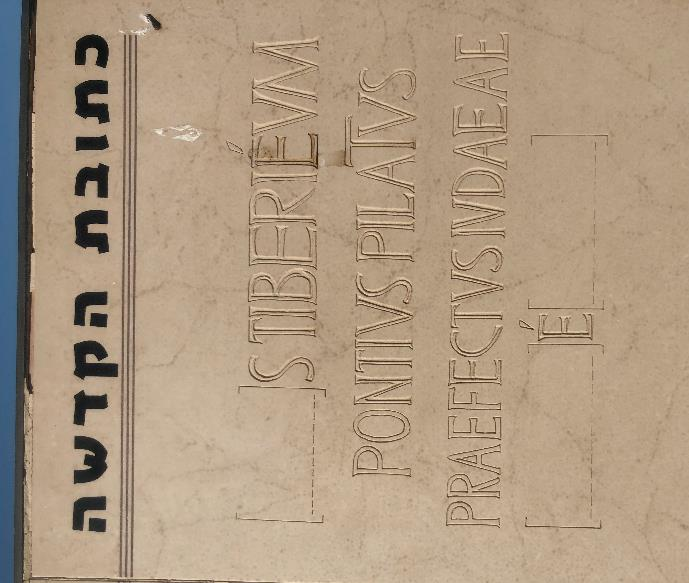 כתובת הקדשה
[-----]S TIBERIÉVM
PONTIVS PILATVS
PRAEFECTVS IVDAEAE
[-----]É[-----]